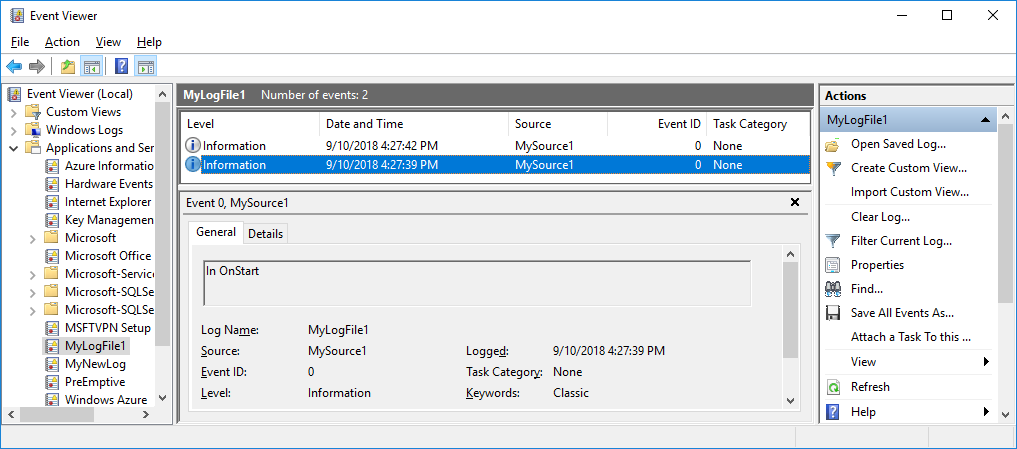 Event Viewer
File Action View Help
Event Viewer (Local)
Custom Views
Windows Logs
Applications and Ser
Azure Informatio
Hardware Events
Internet Explorer
Key Managemen
Microsoft
Microsoft Office
Microsoft-Service
Microsoft-SQLSe
Microsoft-SQLSe
MSFTVPN Setup
MyLogFile1
MyNewLog
PreEmptive
Windows Azure
MyLogFile1 Number of events: 2
Level Date and Time Source Event ID Task Category
Information 9/10/2018 4:27:42 PM MySource1 0 None
Information 9/10/2018 4:27:39 PM MySource1 0 None
Event 0, MySource1
General Details
In OnStart
Log Name: MyLogFile1
Source: MySource1 Logged: 9/10/2018 4:27:39 PM
Event ID: 0 Task Category: None
Level: Information Keywords: Classic
Actions
MyLogFile1
Open Saved Log...
Create Custom View...
Import Custom View...
Clear Log...
Filter Current Log...
Properties
Find...
Save All Events As...
Attach a Task To this ...
View
Refresh
Help